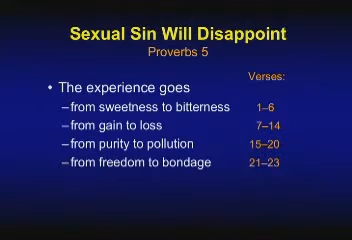 Sexual Sin Will Disappoint
Proverbs 5
Verses:
• The experience goes
–from sweetness to bitterness 1–6
–from gain to loss 7–14
–from purity to pollution 15–20
–from freedom to bondage 21–23